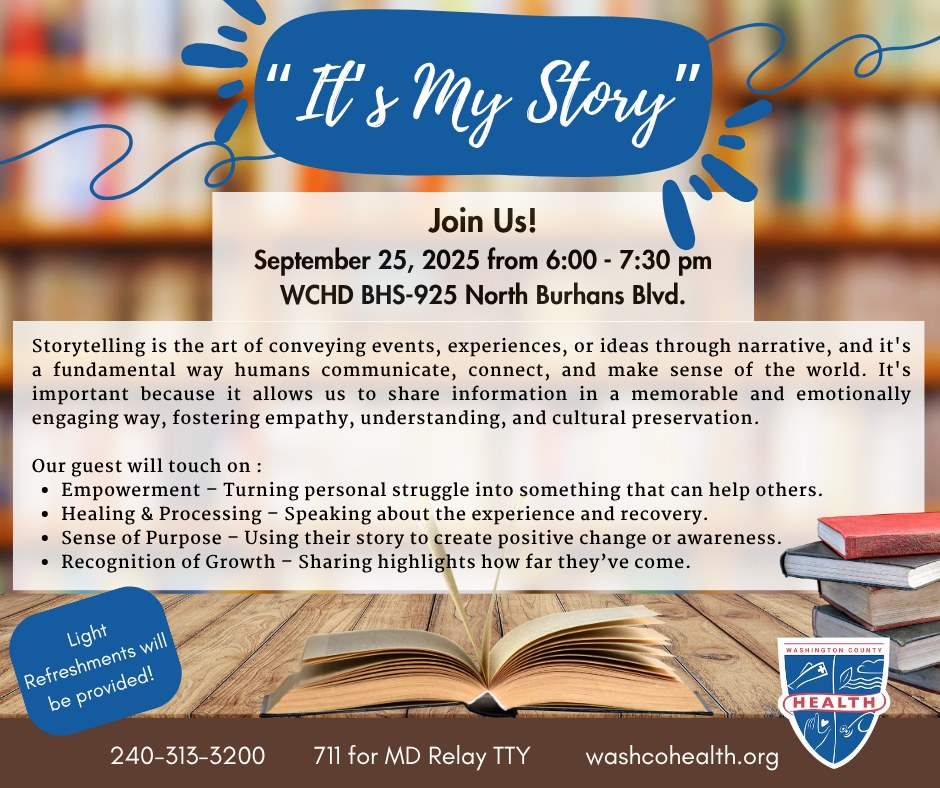 “It's My Story”
Join Us!
September 25, 2025 from 6:00 - 7:30 pm
WCHD BHS-925 North Burhans Blvd.
Storytelling is the art of conveying events, experiences, or ideas through narrative, and it's
a fundamental way humans communicate, connect, and make sense of the world. It's
important because it allows us to share information in a memorable and emotionally
engaging way, fostering empathy, understanding, and cultural preservation.
Our guest will touch on :
• Empowerment – Turning personal struggle into something that can help others.
• Healing & Processing – Speaking about the experience and recovery.
• Sense of Purpose – Using their story to create positive change or awareness.
• Recognition of Growth – Sharing highlights how far they’ve come.
Light
Refreshments will
be provided!
WASHINGTON COUNTY
HEALTH
240-313-3200 711 for MD Relay TTY washcohealth.org